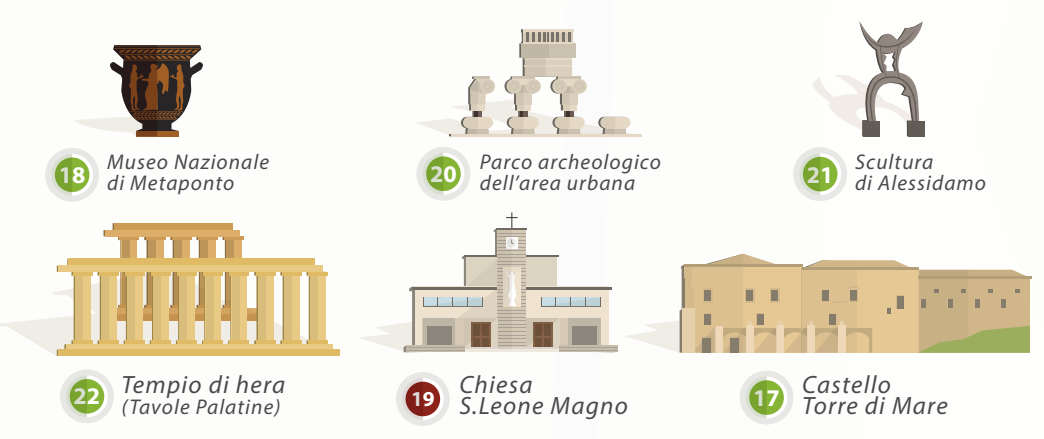 18
Museo Nazionale
di Metaponto
20
Parco archeologico
dell'area urbana
21
Scultura
di Alessidamo
22
Tempio di hera
(Tavole Palatine)
19
Chiesa
S.Leone Magno
17
Castello
Torre di Mare